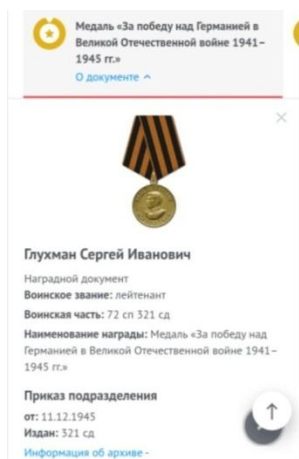 Медаль «За победу над Германией в
Великой Отечественной войне 1941–
1945 гг.»
О документе
Глухман Сергей Иванович
Наградной документ
Воинское звание: лейтенант
Воинская часть: 72 сп 321 сд
Наименование награды: Медаль «За победу над
Германией в Великой Отечественной войне 1941–
1945 гг.»
Приказ подразделения
от: 11.12.1945
Издан: 321 сд
Информация об архиве -